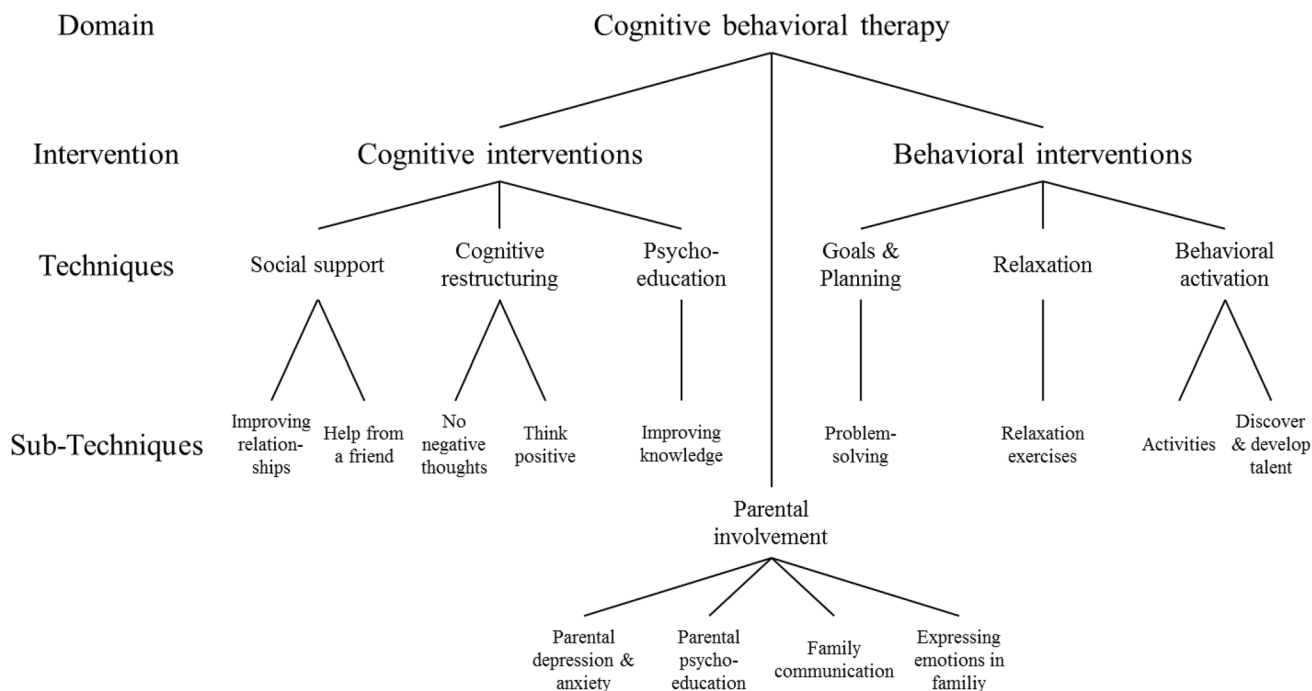 Domain
Cognitive behavioral therapy
Intervention
Cognitive interventions
Behavioral interventions
Techniques
Social support
Cognitive
restructuring
Psycho-
education
Goals &
Planning
Relaxation
Behavioral
activation
Sub-Techniques
Improving
relation-
ships
Help from
a friend
No
negative
thoughts
Think
positive
Improving
knowledge
Problem-
solving
Relaxation
exercises
Activities
Discover
& develop
talent
Parental
involvement
Parental
depression &
anxiety
Parental
psycho-
education
Family
communication
Expressing
emotions in
familiy